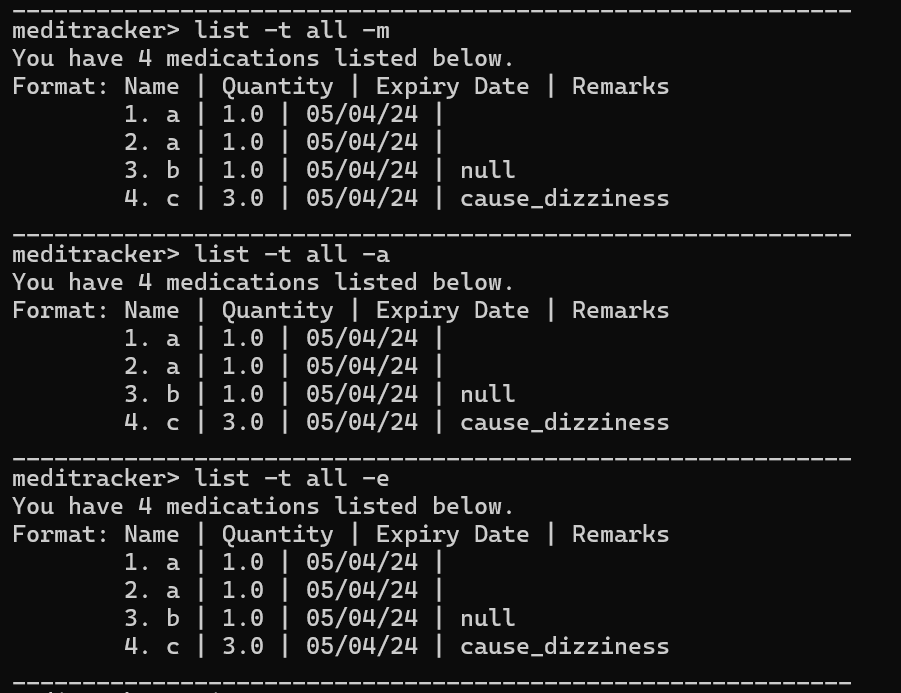 meditracker> list -t all -m
You have 4 medications listed below.
Format: Name | Quantity | Expiry Date | Remarks
1. a | 1.0 | 05/04/24 |
2. a | 1.0 | 05/04/24 |
3. b | 1.0 | 05/04/24 | null
4. c | 3.0 | 05/04/24 | cause_dizziness
meditracker> list -t all -a
You have 4 medications listed below.
Format: Name | Quantity | Expiry Date | Remarks
1. a | 1.0 | 05/04/24 |
2. a | 1.0 | 05/04/24 |
3. b | 1.0 | 05/04/24 | null
4. c | 3.0 | 05/04/24 | cause_dizziness
meditracker> list -t all -e
You have 4 medications listed below.
Format: Name | Quantity | Expiry Date | Remarks
1. a | 1.0 | 05/04/24 |
2. a | 1.0 | 05/04/24 |
3. b | 1.0 | 05/04/24 | null
4. c | 3.0 | 05/04/24 | cause_dizziness